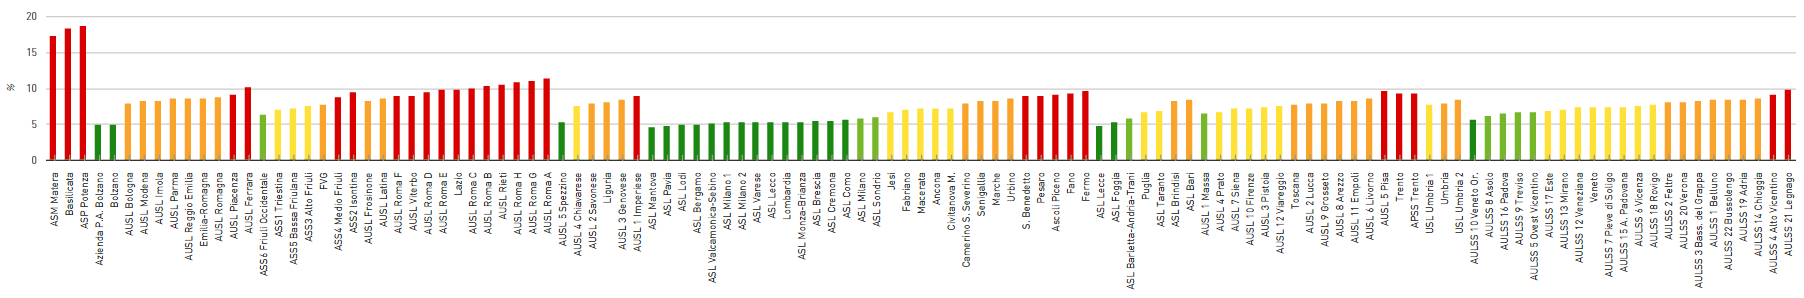 20
15
10
5
0
%
ASM Matera
Basilicata
ASP Potenza
Azienda P.A. Bolzano
Bolzano
AUSL Bologna
AUSL Modena
AUSL Imola
AUSL Parma
AUSL Reggio Emilia
Emilia-Romagna
AUSL Romagna
AUSL Piacenza
AUSL Ferrara
ASS6 Friuli Occidentale
ASS1 Triestina
ASS5 Bassa Friulana
ASS3 Alto Friuli
FVG
ASS4 Medio Friuli
ASS2 Isontina
AUSL Frosinone
AUSL Latina
AUSL Roma F
AUSL Viterbo
AUSL Roma D
AUSL Roma E
Lazio
AUSL Roma C
AUSL Roma B
AUSL Rieti
AUSL Roma H
AUSL Roma G
AUSL Roma A
AUSL 5 Spezzino
AUSL 4 Chiavarese
AUSL 2 Savonese
Liguria
AUSL 3 Genovese
AUSL 1 Imperiese
ASL Mantova
ASL Pavia
ASL Lodi
ASL Bergamo
ASL Valcamonica-Sebino
ASL Milano 1
ASL Milano 2
ASL Varese
ASL Lecco
Lombardia
ASL Monza-Brianza
ASL Brescia
ASL Cremona
ASL Como
ASL Milano
ASL Sondrio
Jesi
Fabriano
Macerata
Ancona
Civitanova M.
Camerino S. Severino
Senigallia
Marche
Urbino
S. Benedetto
Pesaro
Ascoli Piceno
Fano
Fermo
ASL Lecce
ASL Foggia
ASL Barletta-Andria-Trani
Puglia
ASL Taranto
ASL Brindisi
ASL Bari
AUSL 1 Massa
AUSL 4 Prato
AUSL 7 Siena
AUSL 10 Firenze
AUSL 3 Pistoia
AUSL 12 Viareggio
Toscana
AUSL 2 Lucca
AUSL 9 Grosseto
AUSL 8 Arezzo
AUSL 11 Empoli
AUSL 6 Livorno
AUSL 5 Pisa
Trento
APSS Trento
USL Umbria 1
Umbria
USL Umbria 2
AULSS 10 Veneto Or.
AULSS 8 Asolo
AULSS 16 Padova
AULSS 9 Treviso
AULSS 5 Ovest Vicentino
AULSS 17 Este
AULSS 13 Mirano
AULSS 12 Veneziana
Veneto
AULSS 7 Pieve di Soligo
AULSS 15 A. Padovana
AULSS 6 Vicenza
AULSS 18 Rovigo
AULSS 2 Feltre
AULSS 20 Verona
AULSS 3 Bass. del Grappa
AULSS 1 Belluno
AULSS 22 Bussolengo
AULSS 19 Adria
AULSS 14 Chioggia
AULSS 4 Alto Vicentino
AULSS 21 Legnago